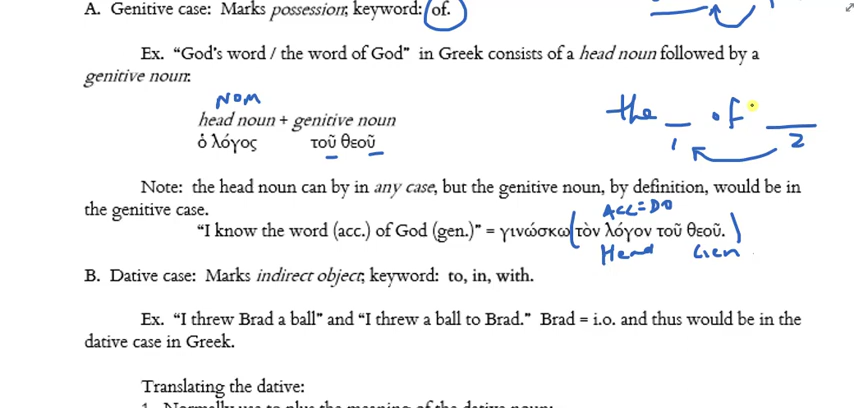 A. Genitive case: Marks possession; keyword: of.
Ex. “God's word / the word of God” in Greek consists of a head noun followed by a
genitive noun:
NOM
head noun + genitive noun
ὁ λόγος τοῦ θεοῦ
the _ of __
1 2
Note: the head noun can by in any case, but the genitive noun, by definition, would be in
the genitive case.
ACC = DO
“I know the word (acc.) of God (gen.)” = γινώσκω (τὸν λόγον τοῦ θεοῦ.)
Head Gen
B. Dative case: Marks indirect object; keyword: to, in, with.
Ex. “I threw Brad a ball” and “I threw a ball to Brad.” Brad = i.o. and thus would be in the
dative case in Greek.
Translating the dative: